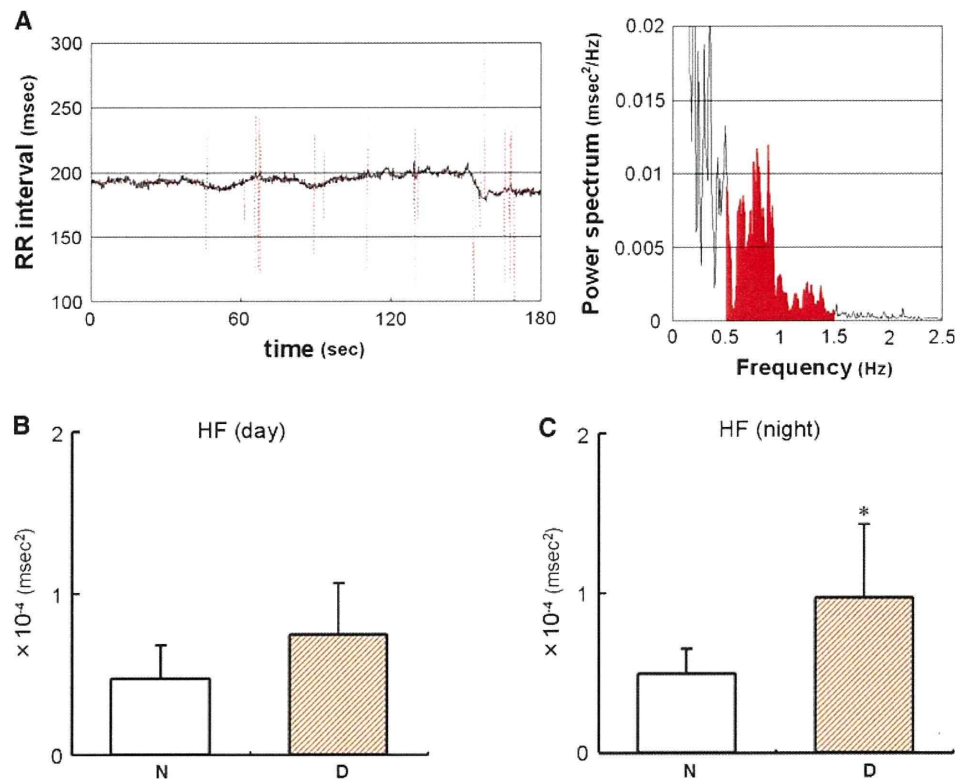 A
RR interval (msec)
300
250
200
150
100
0
60
120
180
time (sec)
Power spectrum (msec²/Hz)
0.02
0.015
0.01
0.005
0
0
0.5
1
1.5
2
2.5
Frequency (Hz)
B
HF (day)
× 10⁻⁴ (msec²)
2
1
0
N
D
C
HF (night)
× 10⁻⁴ (msec²)
2
1
0
*
N
D